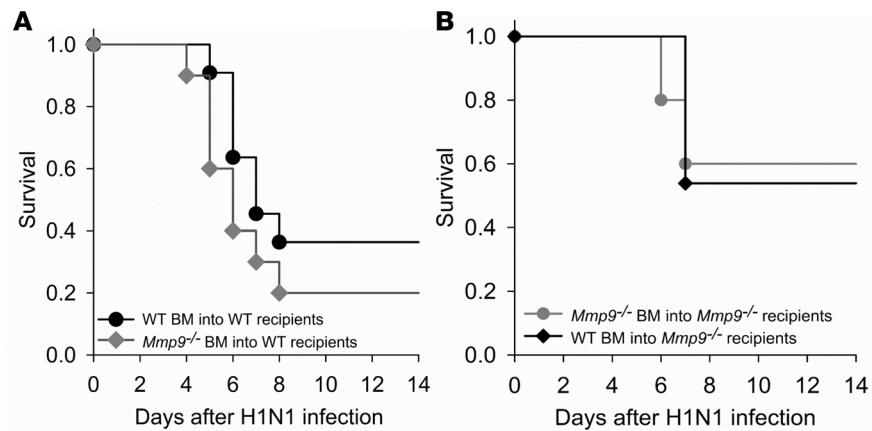 A
Survival
1.0
0.8
0.6
0.4
0.2
0.0
WT BM into WT recipients
Mmp9-/- BM into WT recipients
0 2 4 6 8 10 12 14
Days after H1N1 infection
B
Survival
1.0
0.8
0.6
0.4
0.2
0.0
Mmp9-/- BM into Mmp9-/- recipients
WT BM into Mmp9-/- recipients
0 2 4 6 8 10 12 14
Days after H1N1 infection